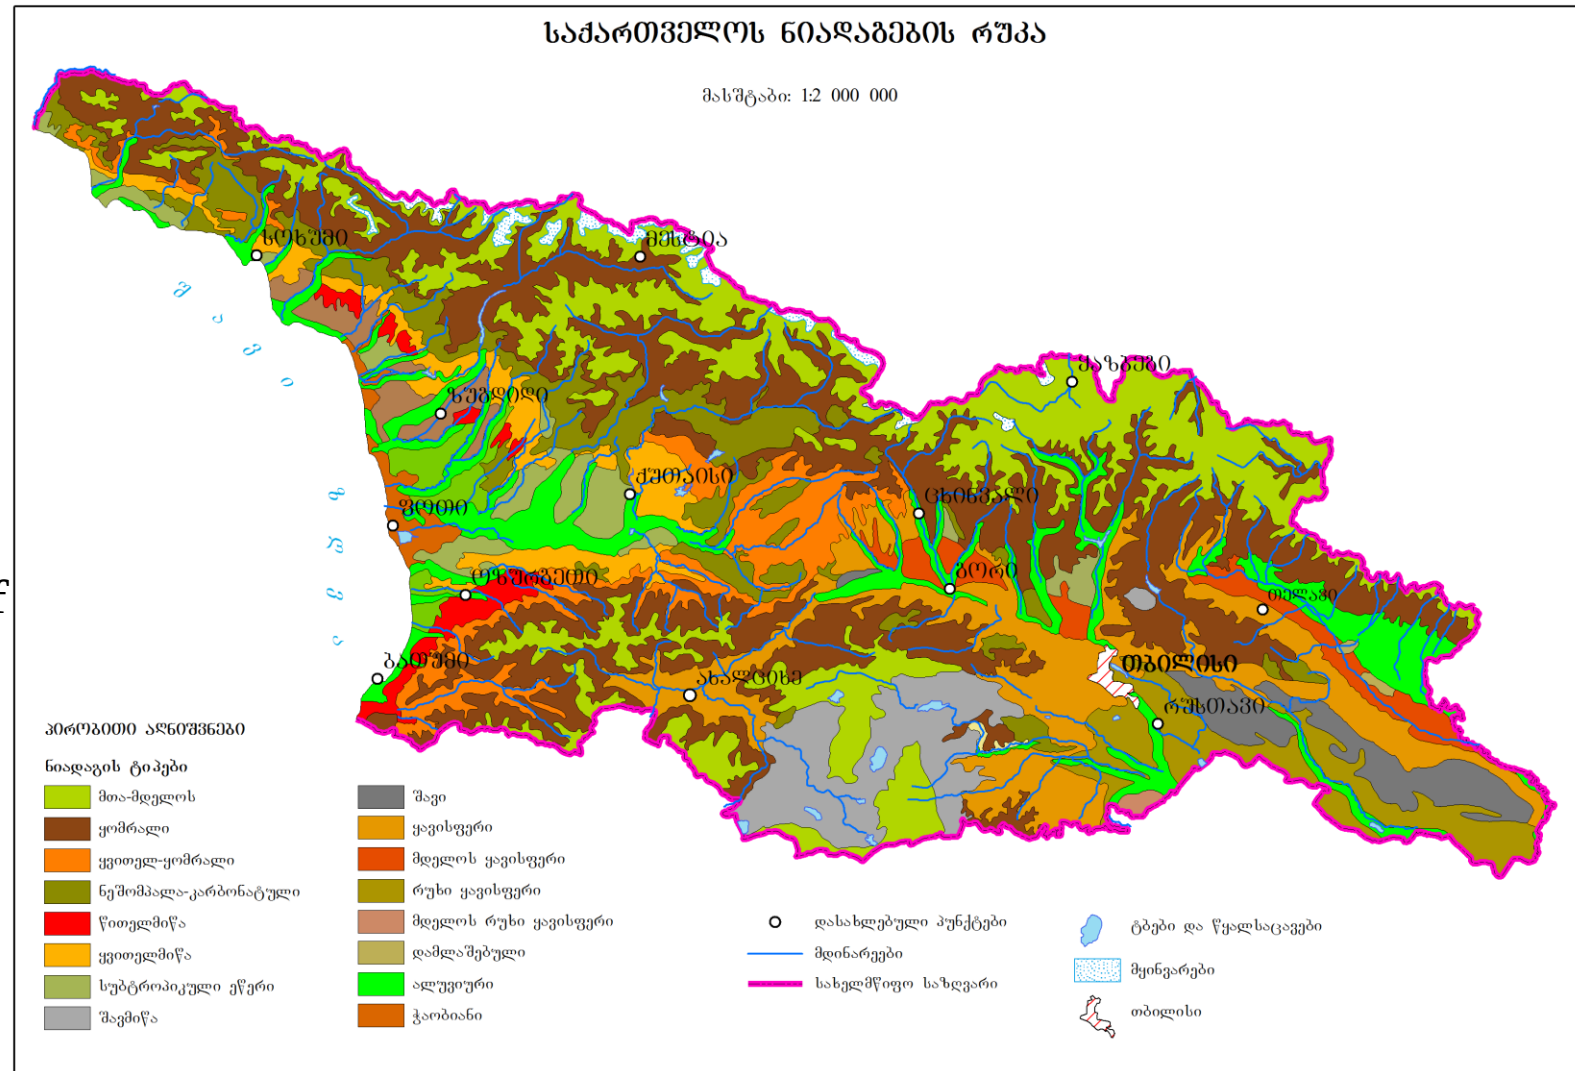 საქართველოს ნიადაგების რუკა
მასშტაბი: 1:2 000 000
სოხუმი
მესტია
ყაზბეგი
ზუგდიდი
ქუთაისი
ცხინვალი
ფოთი
გორი
ოზურგეთი
თელავი
ბათუმი
ახალციხე
თბილისი
რუსთავი
შავი
ზღვა
პირობითი აღნიშვნები
ნიადაგის ტიპები
მთა-მდელოს
ყომრალი
ყვითელ-ყომრალი
ნეშომპალა-კარბონატული
წითელმიწა
ყვითელმიწა
სუბტროპიკული ეწერი
შავმიწა
შავი
ყავისფერი
მდელოს ყავისფერი
რუხი ყავისფერი
მდელოს რუხი ყავისფერი
დამლაშებული
ალუვიური
ჭაობიანი
დასახლებული პუნქტები
მდინარეები
სახელმწიფო საზღვარი
ტბები და წყალსაცავები
მყინვარები
თბილისი